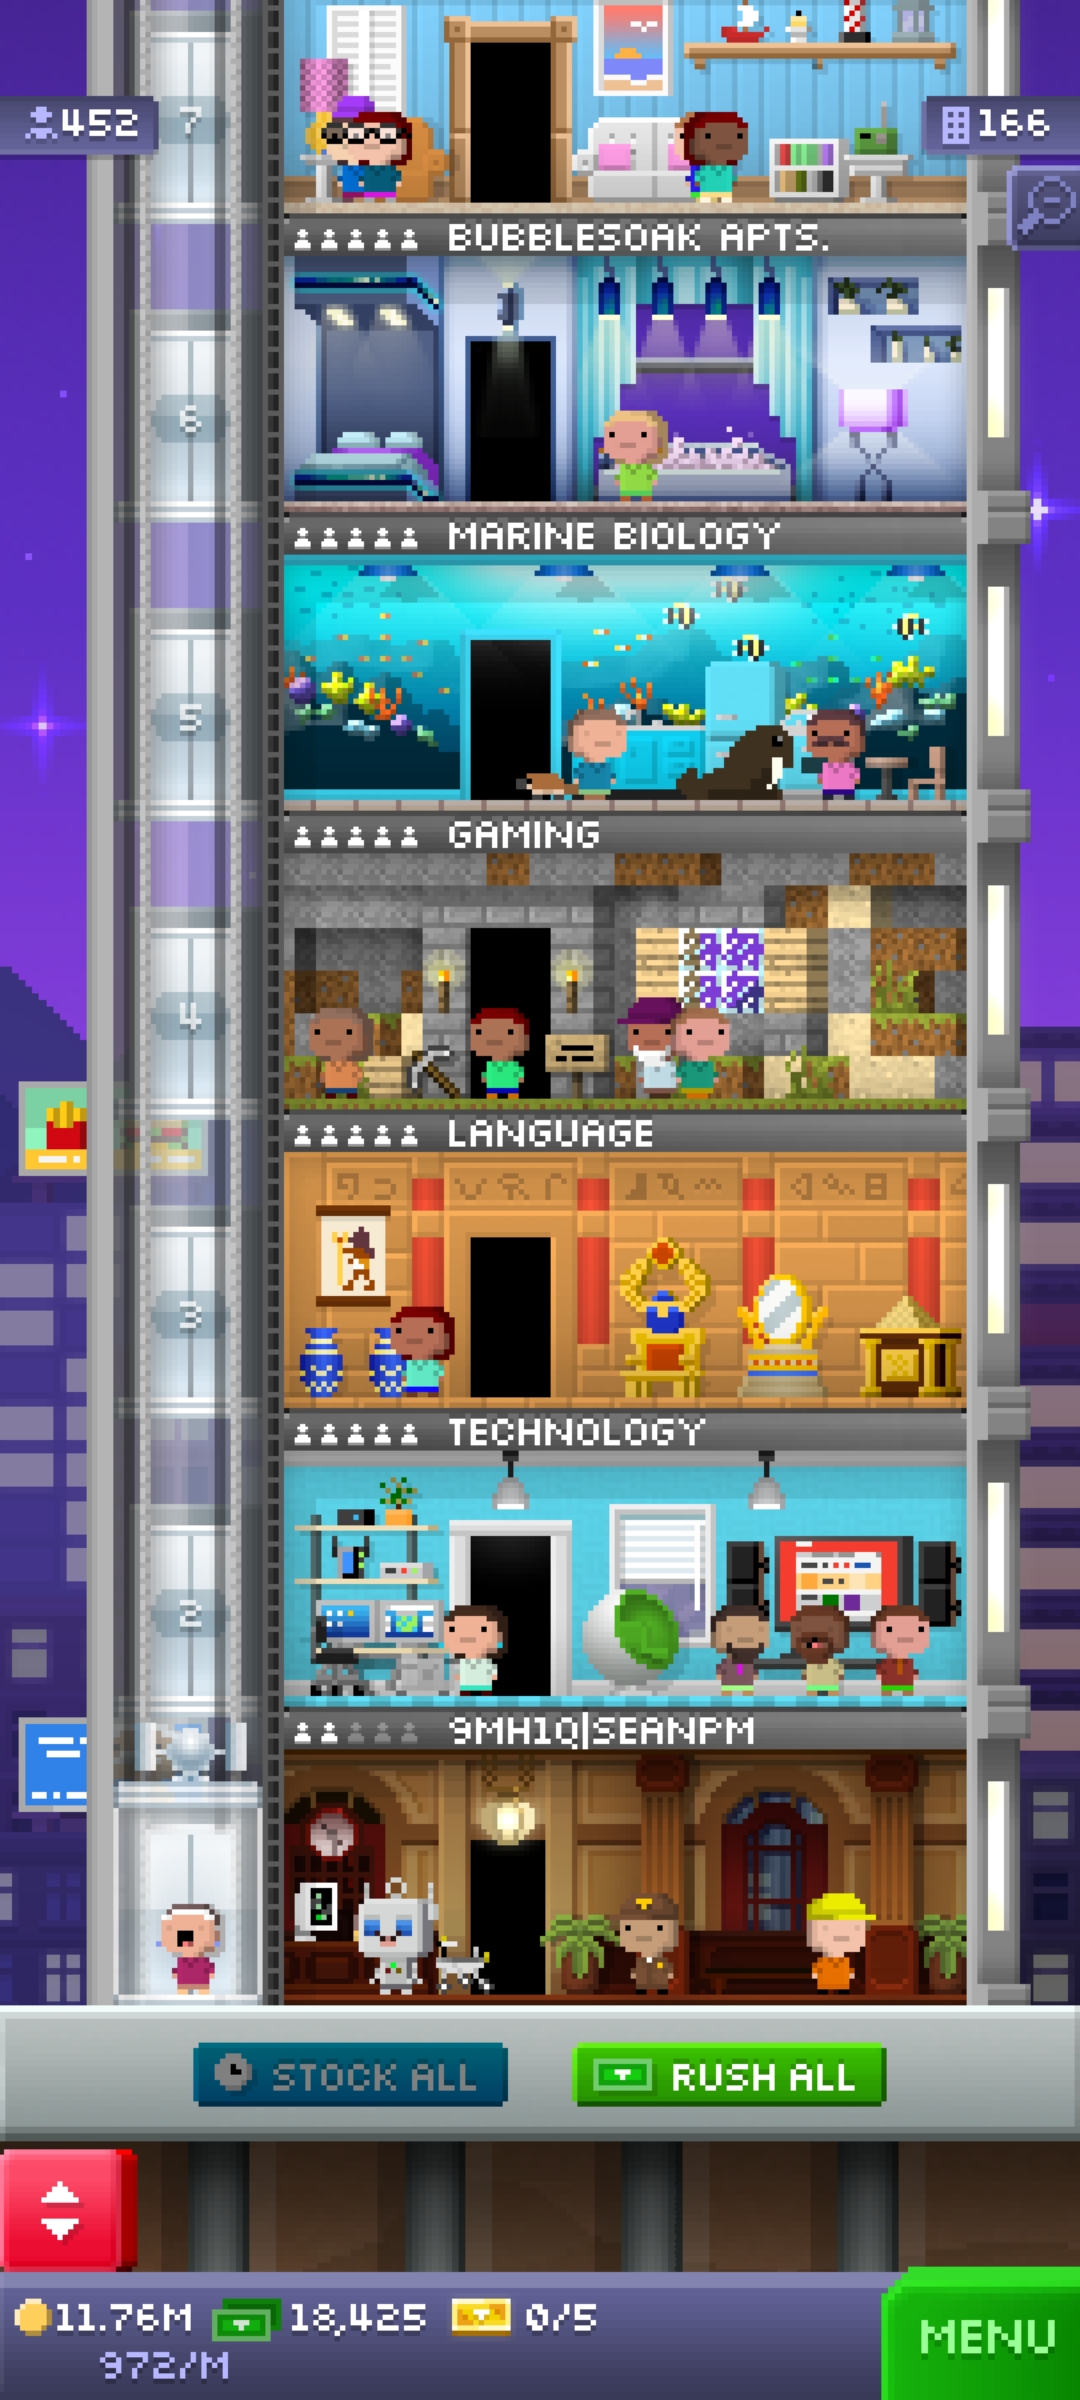 7
452
166
BUBBLESOAK APTS.
6
MARINE BIOLOGY
5
GAMING
4
LANGUAGE
3
TECHNOLOGY
2
9MH1Q|SEANPM
STOCK ALL
RUSH ALL
11.76M 18,425 0/5
972/M
MENU